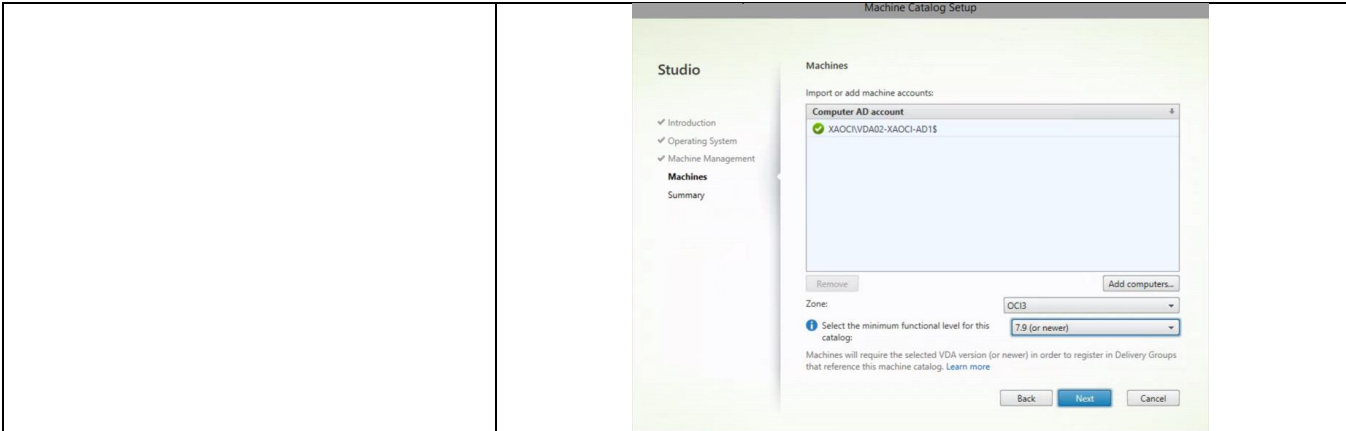 Machine Catalog Setup
Studio
✔ Introduction
✔ Operating System
✔ Machine Management
Machines
Summary
Machines
Import or add machine accounts:
Computer AD account
XAOCI\VDA02-XAOCI-AD1$
Remove
Add computers...
Zone:
OCI3
Select the minimum functional level for this
catalog:
7.9 (or newer)
Machines will require the selected VDA version (or newer) in order to register in Delivery Groups
that reference this machine catalog. Learn more
Back
Next
Cancel